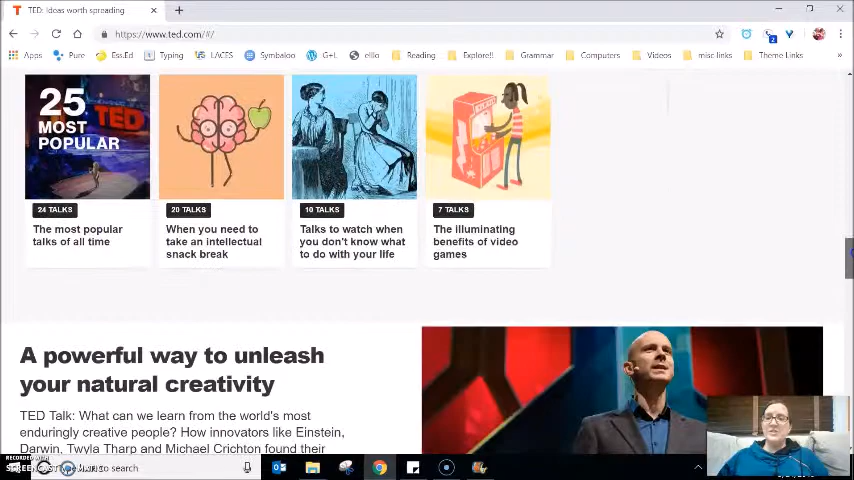 TED: Ideas worth spreading
https://www.ted.com/#/
Apps Pure Ess.Ed Typing LACES Symbaloo G+L elllo Reading Explore!! Grammar Computers Videos misc links Theme Links
25
MOST
POPULAR
TED
24 TALKS
The most popular
talks of all time
20 TALKS
When you need to
take an intellectual
snack break
10 TALKS
Talks to watch when
you don't know what
to do with your life
7 TALKS
The illuminating
benefits of video
games
A powerful way to unleash
your natural creativity
TED Talk: What can we learn from the world's most
enduringly creative people? How innovators like Einstein,
Darwin, Twyla Tharp and Michael Crichton found their
RECORDED WITH
to search